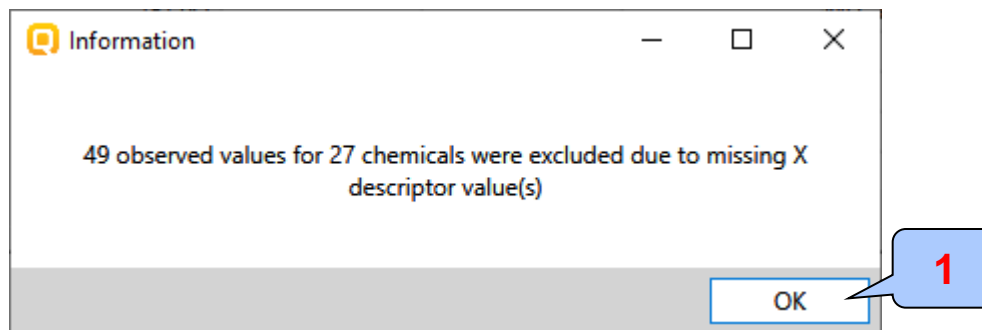 Information
49 observed values for 27 chemicals were excluded due to missing X
descriptor value(s)
OK
1